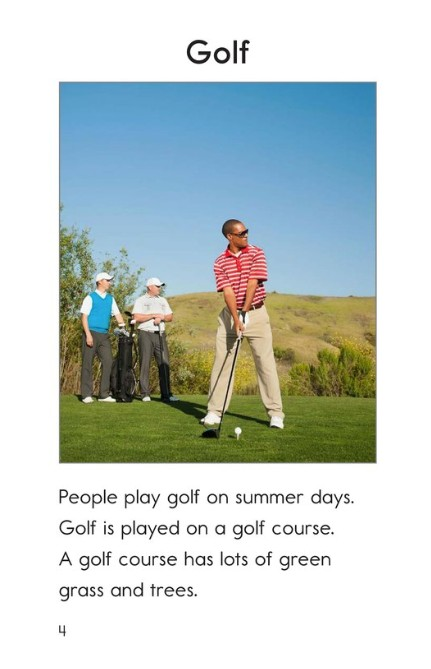 Golf
People play golf on summer days.
Golf is played on a golf course.
A golf course has lots of green
grass and trees.
4